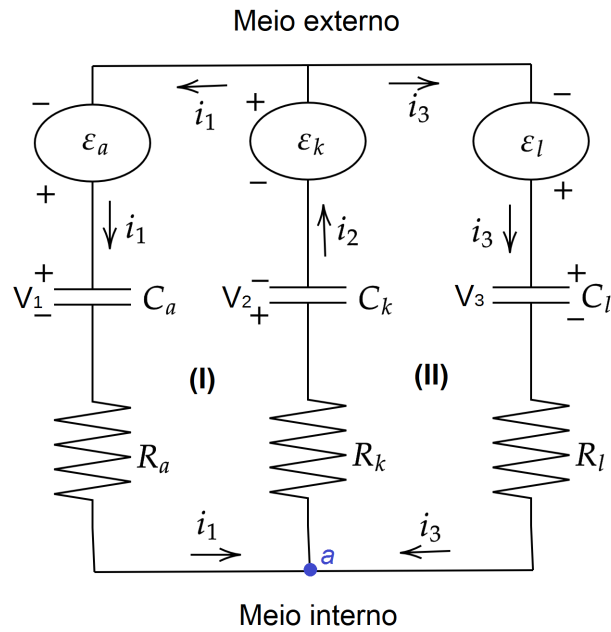 Meio externo
− + −
i₁ i₃
εₐ εₖ εₗ
+ − +
i₁ i₂ i₃
+ − +
V₁ Cₐ V₂ Cₖ V₃ Cₗ
− + −
(I) (II)
Rₐ Rₖ Rₗ
i₁ i₃
a
Meio interno